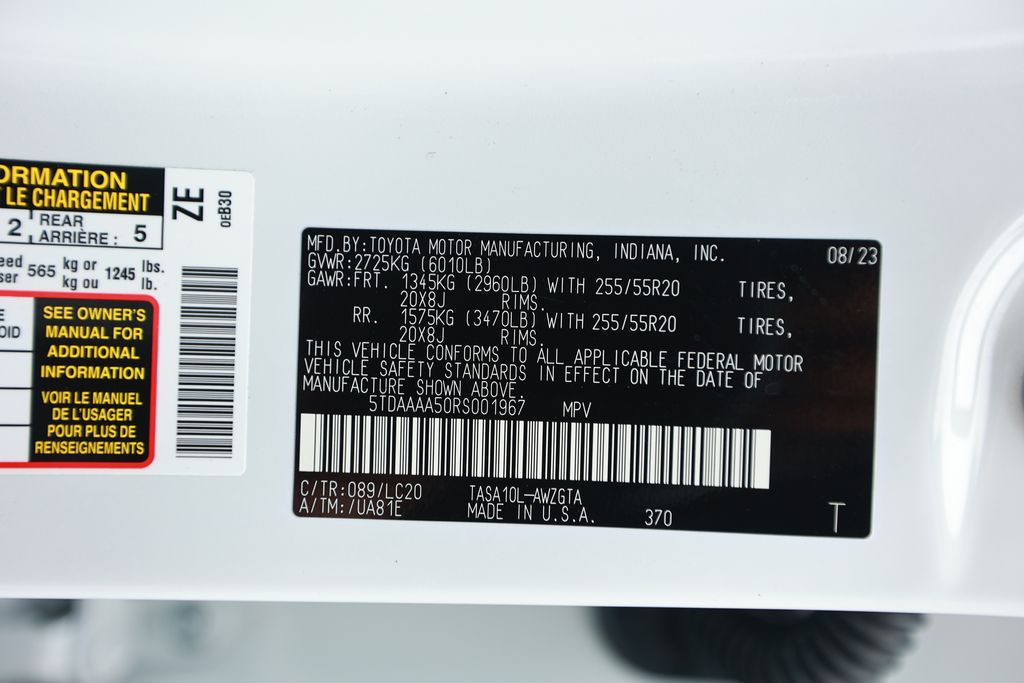 ORMATION
LE CHARGEMENT
2 REAR ARRIÈRE : 5
565 kg or kg ou 1245 lbs. lb.
SEE OWNER'S
MANUAL FOR
ADDITIONAL
INFORMATION
VOIR LE MANUEL
DE L'USAGER
POUR PLUS DE
RENSEIGNEMENTS
ZE
0EB30
MFD.BY:TOYOTA MOTOR MANUFACTURING, INDIANA, INC. 08/23
GVWR:2725KG (6010LB)
GAWR:FRT. 1345KG (2960LB) WITH 255/55R20 TIRES,
20X8J RIMS.
RR. 1575KG (3470LB) WITH 255/55R20 TIRES,
20X8J RIMS.
THIS VEHICLE CONFORMS TO ALL APPLICABLE FEDERAL MOTOR
VEHICLE SAFETY STANDARDS IN EFFECT ON THE DATE OF
MANUFACTURE SHOWN ABOVE.
5TDAAAA50RS001967 MPV
C/TR:089/LC20 TASA10L-AWZGTA
A/TM:/UA81E MADE IN U.S.A. 370
T